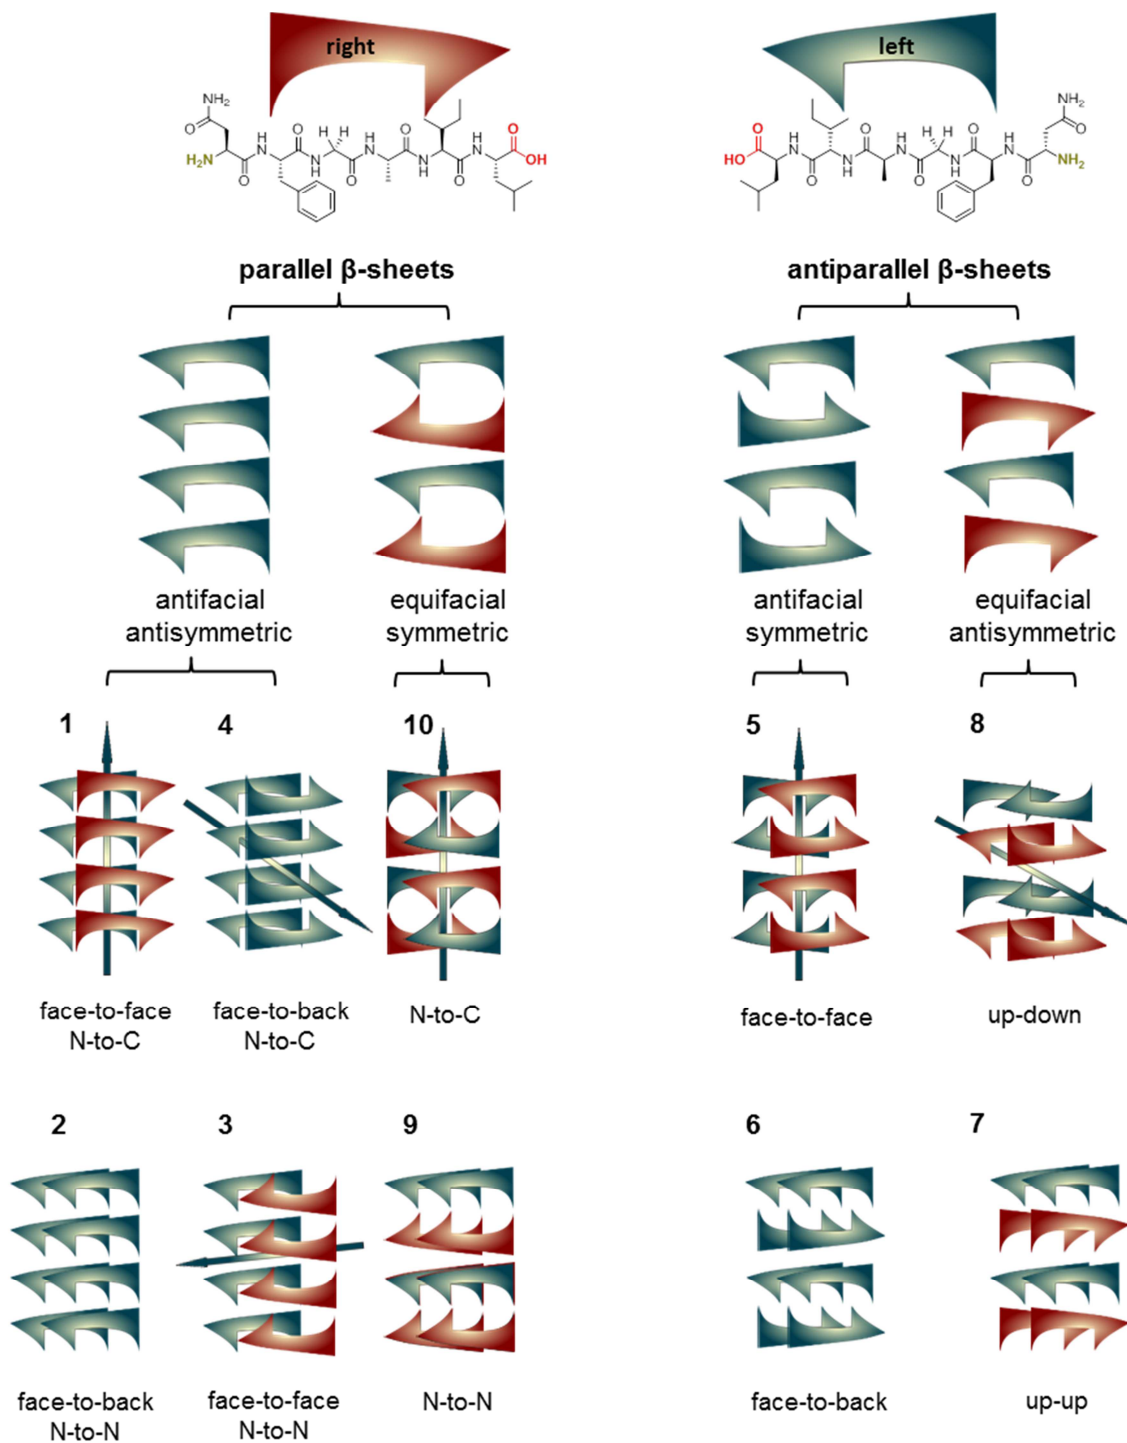 right
left
NH₂
O
H
N
O
H H
O
H
N
O
O
H₂N
O
N
H
O
N
H
O
N
H
OH
NH₂
O
O
HO
H
N
O
N
H
O
H
N
O
H H
N
H
O
H
N
O
NH₂
parallel β-sheets
antiparallel β-sheets
antifacial
antisymmetric
equifacial
symmetric
antifacial
symmetric
equifacial
antisymmetric
1
4
10
5
8
face-to-face
N-to-C
face-to-back
N-to-C
N-to-C
face-to-face
up-down
2
3
9
6
7
face-to-back
N-to-N
face-to-face
N-to-N
N-to-N
face-to-back
up-up